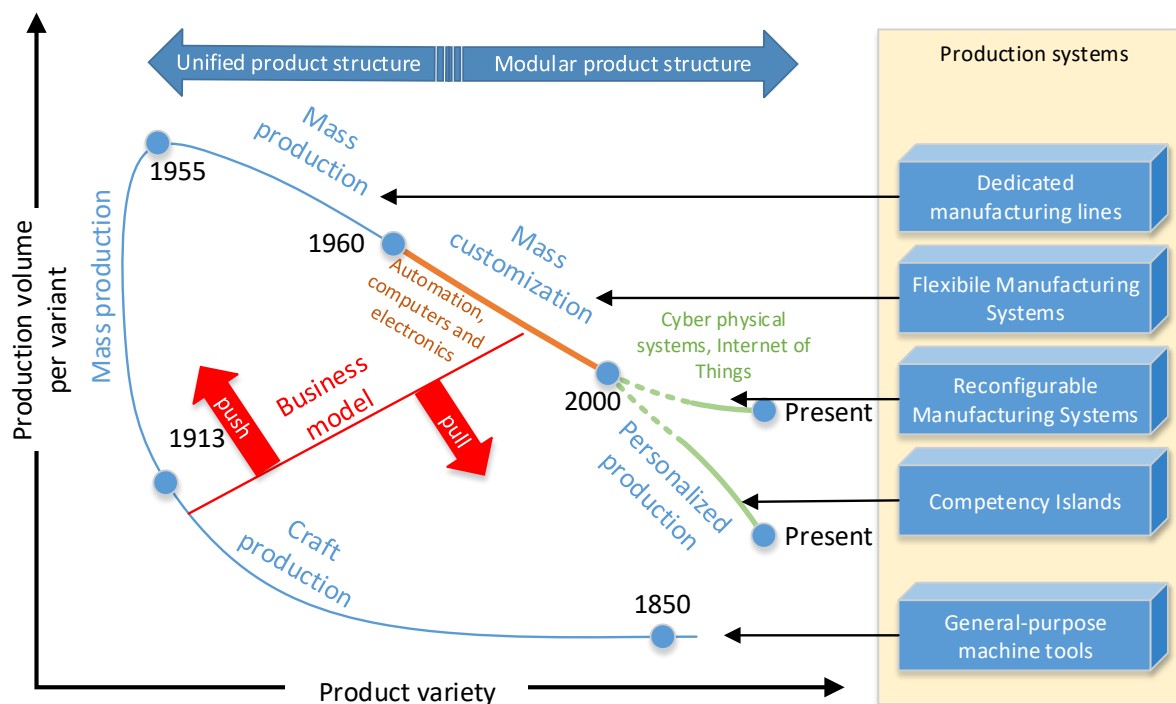 Unified product structure
Modular product structure
Production systems
Production volume
per variant
Product variety
Mass production
1955
Mass
production
1960
Mass
customization
Automation,
computers and
electronics
Cyber physical
systems, Internet of
Things
2000
Present
Personalized
production
Present
Business
model
push
pull
1913
Craft
production
1850
Dedicated
manufacturing lines
Flexibile Manufacturing
Systems
Reconfigurable
Manufacturing Systems
Competency Islands
General-purpose
machine tools